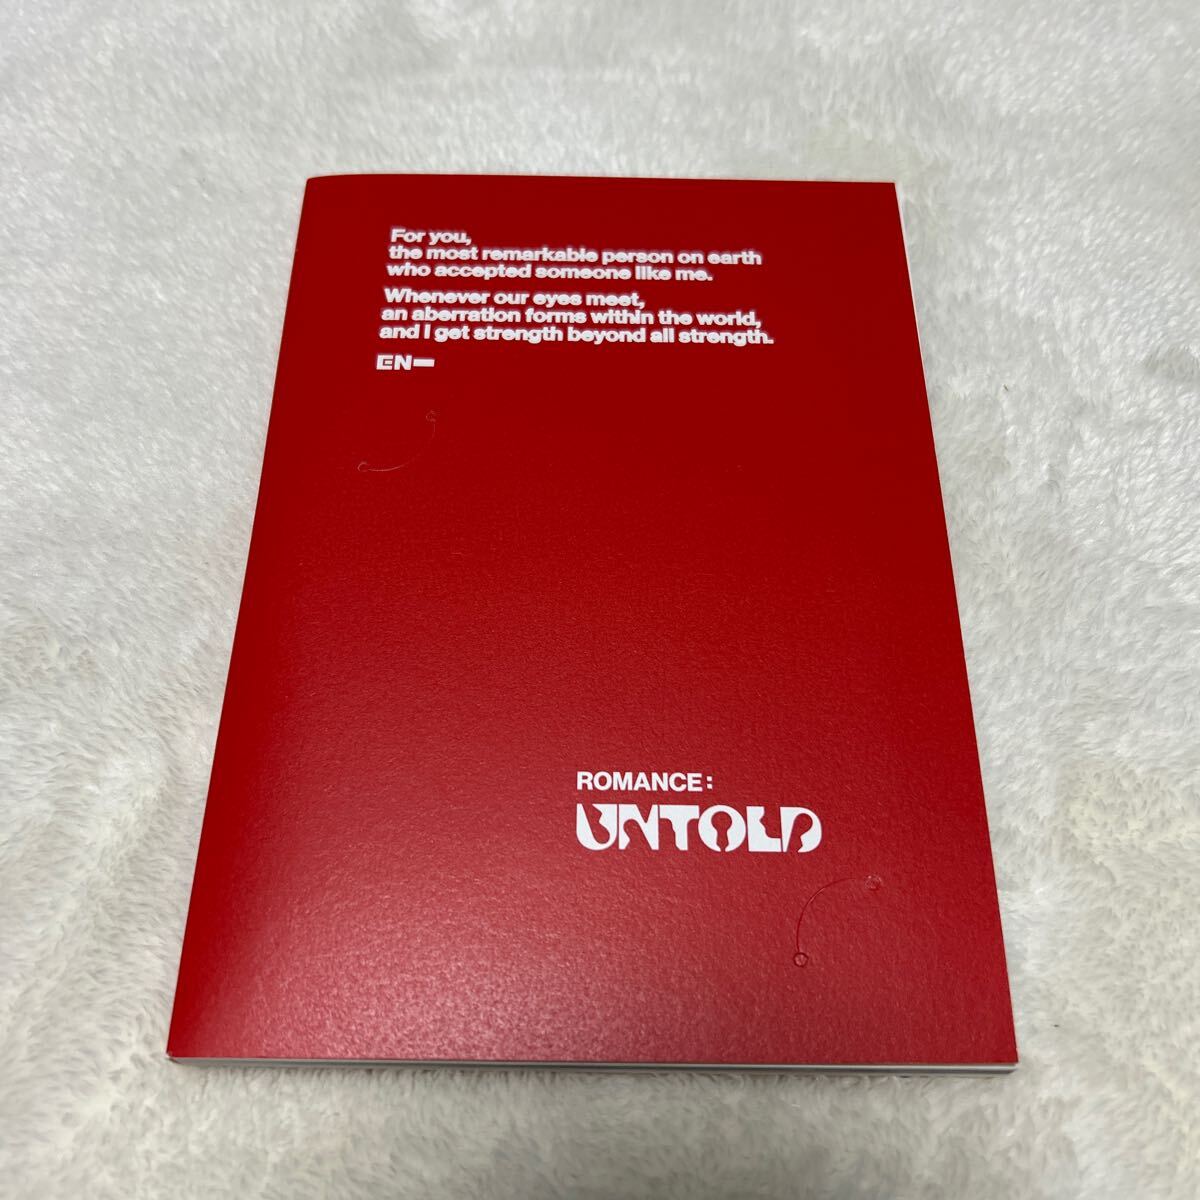 For you,
the most remarkable person on earth
who accepted someone like me.
Whenever our eyes meet,
an aberration forms within the world,
and I get strength beyond all strength.
EN—
ROMANCE:
UNTOLD